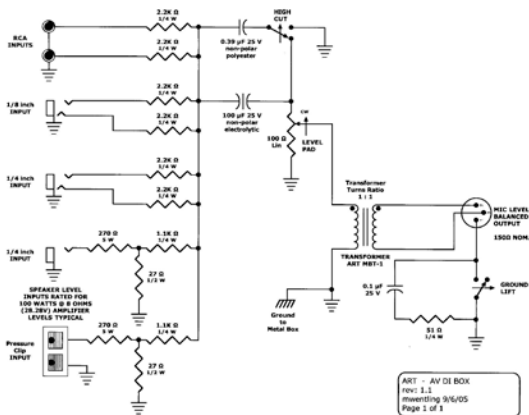 2.2K Ω
1/4 W
RCA
INPUTS
2.2K Ω
1/4 W
HIGH
CUT
0.39 µF 25 V
non-polar
polyester
1/8 inch
INPUT
2.2K Ω
1/4 W
2.2K Ω
1/4 W
100 µF 25 V
non-polar
electrolytic
CW
LEVEL
PAD
100 Ω
Lin
1/4 inch
INPUT
2.2K Ω
1/4 W
2.2K Ω
1/4 W
Transformer
Turns Ratio
1 : 1
TRANSFORMER
ART MBT-1
MIC LEVEL
BALANCED
OUTPUT
150Ω NOM.
1/4 inch
INPUT
270 Ω
5 W
1.1K Ω
1/4 W
27 Ω
1/2 W
SPEAKER LEVEL
INPUTS RATED FOR
100 WATTS @ 8 OHMS
(28.28V) AMPLIFIER
LEVELS TYPICAL
Pressure
Clip
INPUT
270 Ω
5 W
1.1K Ω
1/4 W
27 Ω
1/2 W
Ground
to
Metal Box
0.1 µF
25 V
GROUND
LIFT
51 Ω
1/4 W
ART - AV DI BOX
rev: 1.1
mwentling 9/6/05
Page 1 of 1